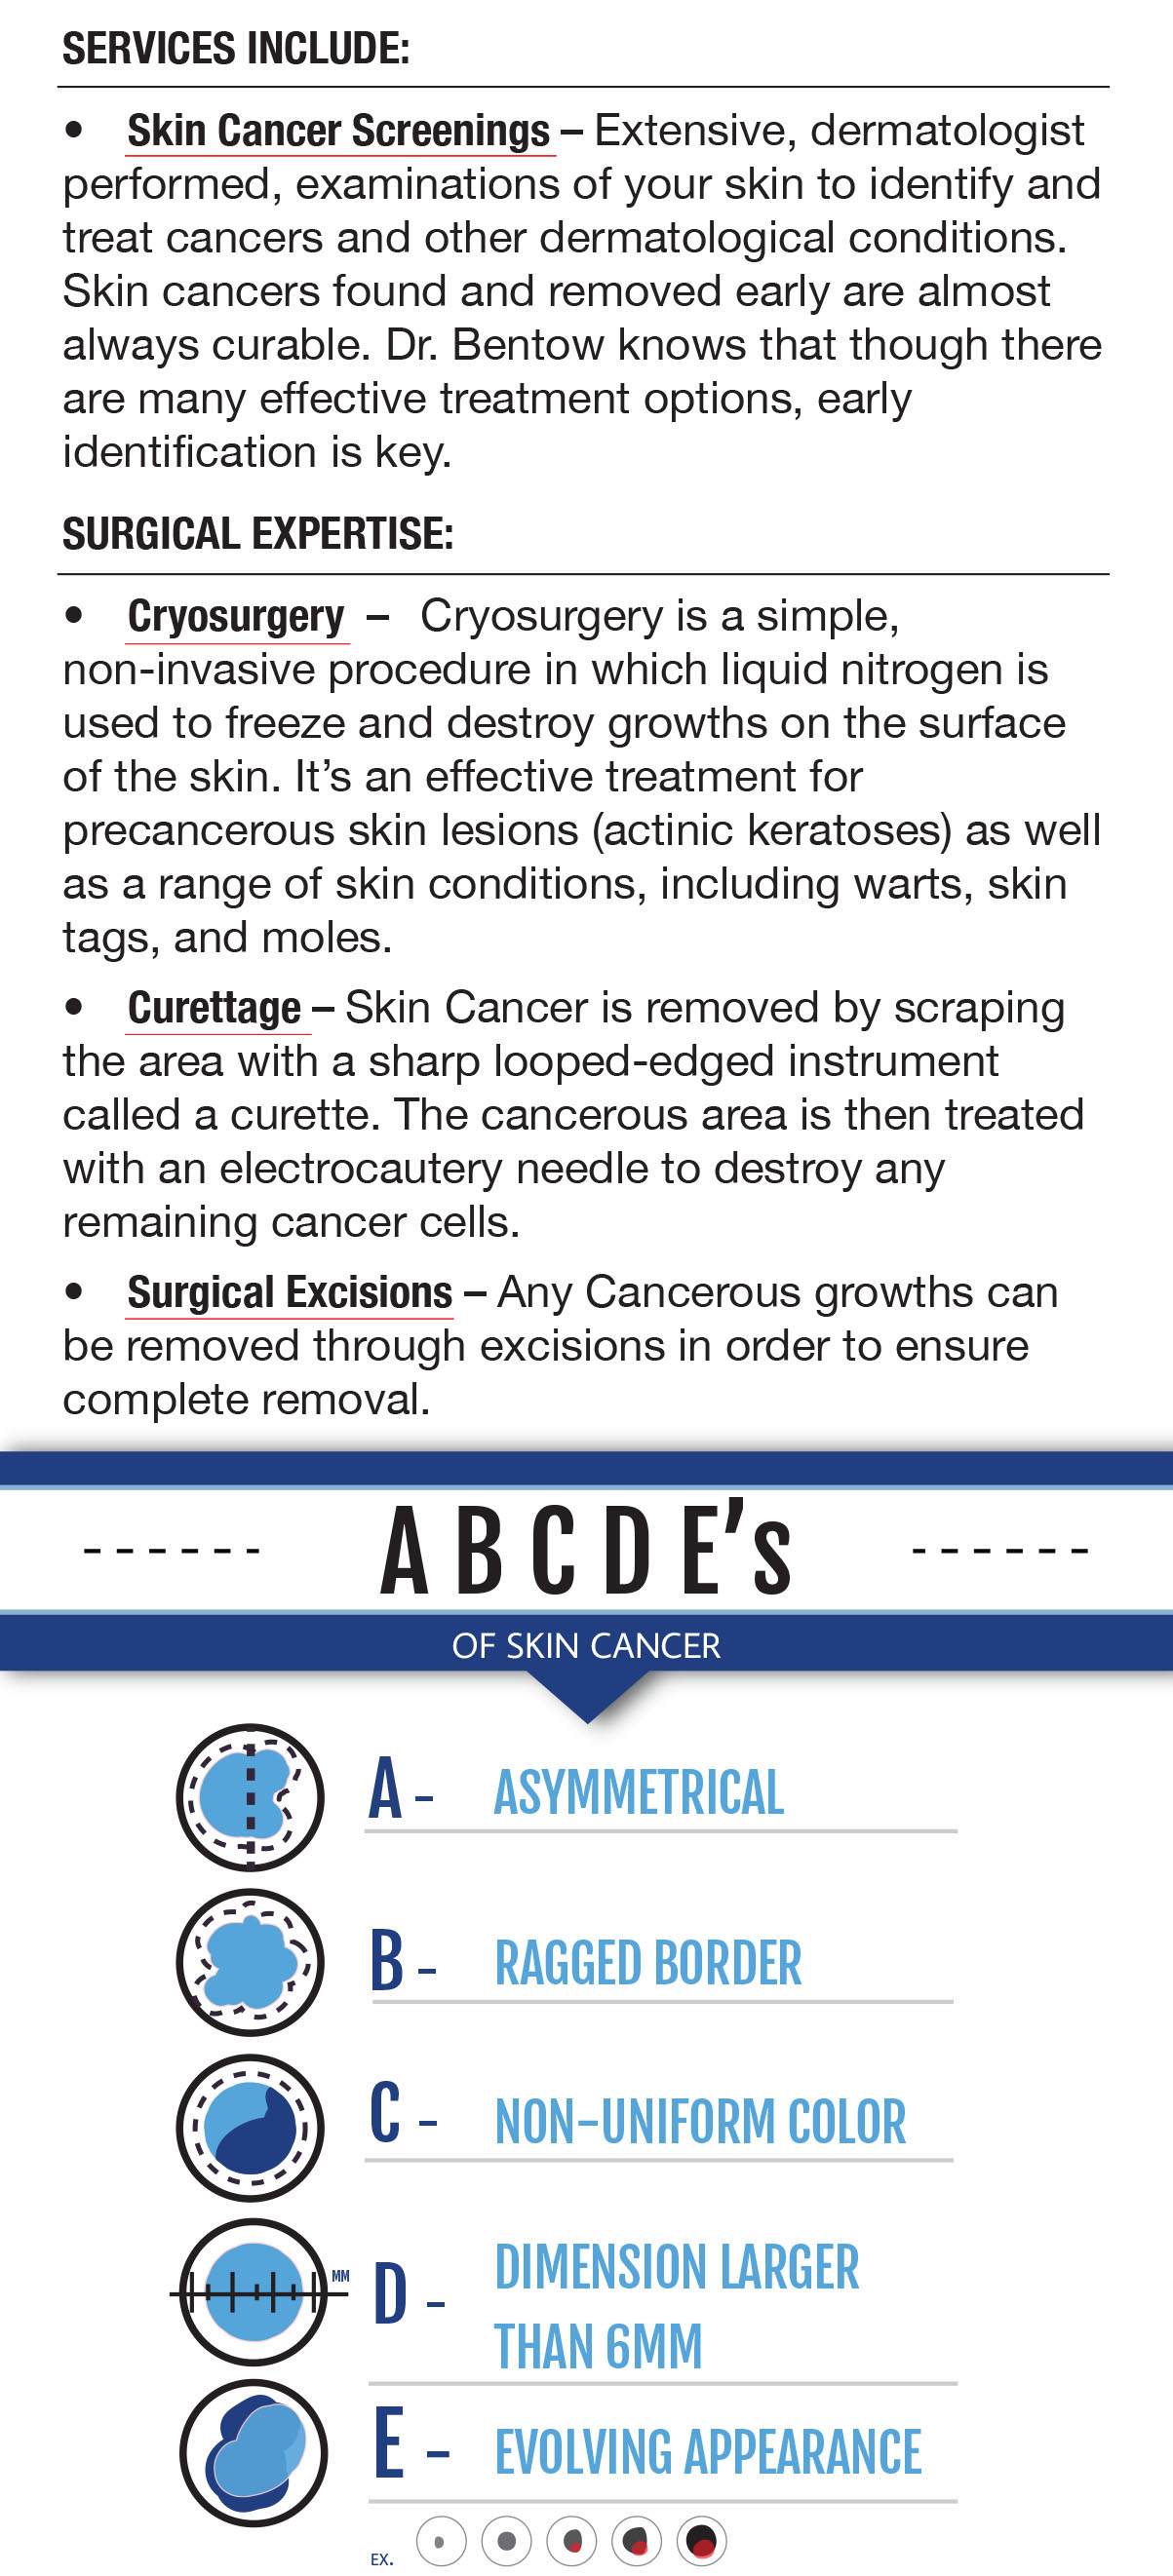 SERVICES INCLUDE:
• Skin Cancer Screenings – Extensive, dermatologist
performed, examinations of your skin to identify and
treat cancers and other dermatological conditions.
Skin cancers found and removed early are almost
always curable. Dr. Bentow knows that though there
are many effective treatment options, early
identification is key.
SURGICAL EXPERTISE:
• Cryosurgery – Cryosurgery is a simple,
non-invasive procedure in which liquid nitrogen is
used to freeze and destroy growths on the surface
of the skin. It’s an effective treatment for
precancerous skin lesions (actinic keratoses) as well
as a range of skin conditions, including warts, skin
tags, and moles.
• Curettage – Skin Cancer is removed by scraping
the area with a sharp looped-edged instrument
called a curette. The cancerous area is then treated
with an electrocautery needle to destroy any
remaining cancer cells.
• Surgical Excisions – Any Cancerous growths can
be removed through excisions in order to ensure
complete removal.
A B C D E’s
OF SKIN CANCER
A - ASYMMETRICAL
B - RAGGED BORDER
C - NON-UNIFORM COLOR
MM
D - DIMENSION LARGER
THAN 6MM
E - EVOLVING APPEARANCE
EX.